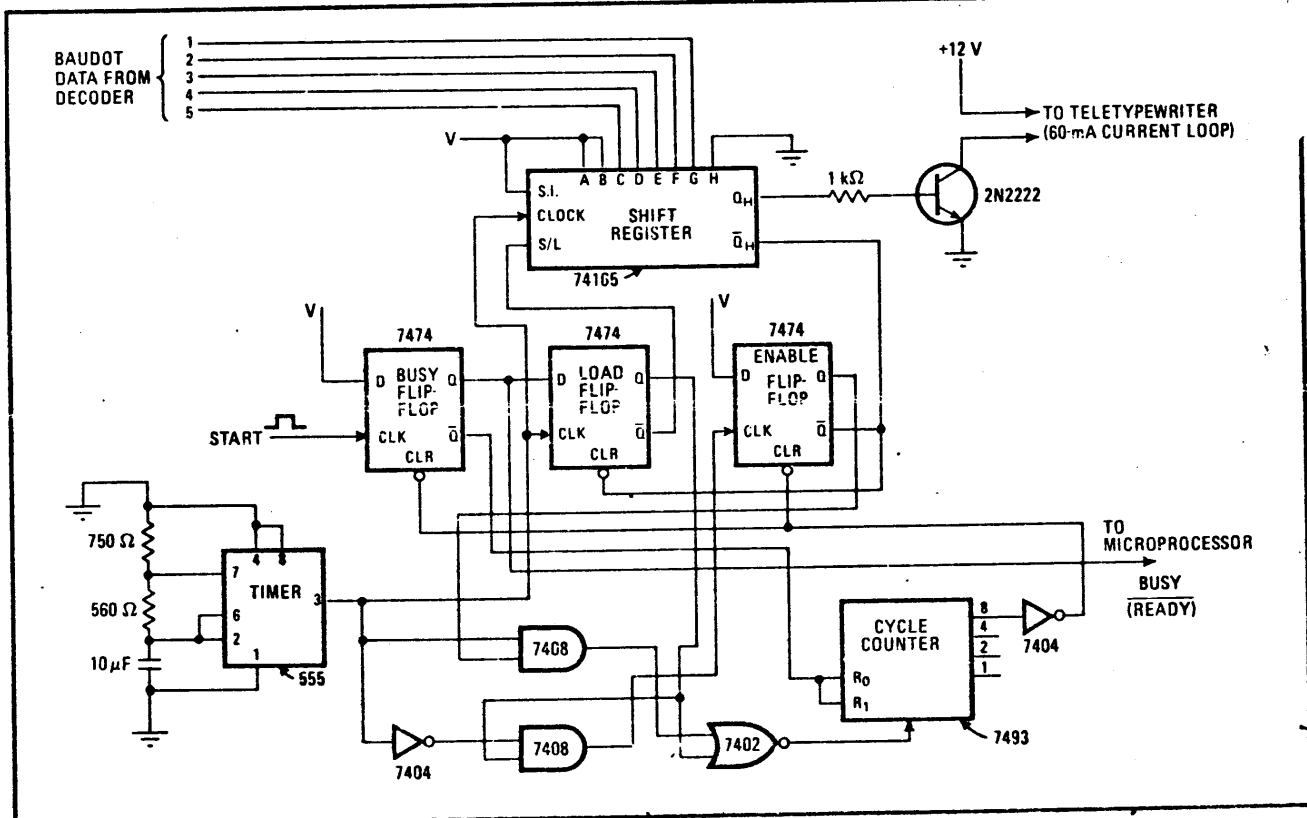 BAUDOT
DATA FROM
DECODER
1
2
3
4
5
+12 V
TO TELETYPEWRITER
(60-mA CURRENT LOOP)
V
A B C D E F G H
S.I.
CLOCK
S/L
SHIFT
REGISTER
Q_H
Q̅_H
74165
1 kΩ
2N2222
V
7474
D BUSY Q
FLIP-
FLOP
CLK Q̅
CLR
START
7474
D LOAD Q
FLIP-
FLOP
CLK Q̅
CLR
V
7474
ENABLE
D FLIP- Q
FLOP
CLK Q̅
CLR
750 Ω
560 Ω
10 μF
4 8
7
TIMER
3
6
2
1
555
7408
7404
7408
7402
CYCLE
COUNTER
8
4
2
1
R₀
R₁
7493
7404
TO
MICROPROCESSOR
BUSY
(READY)